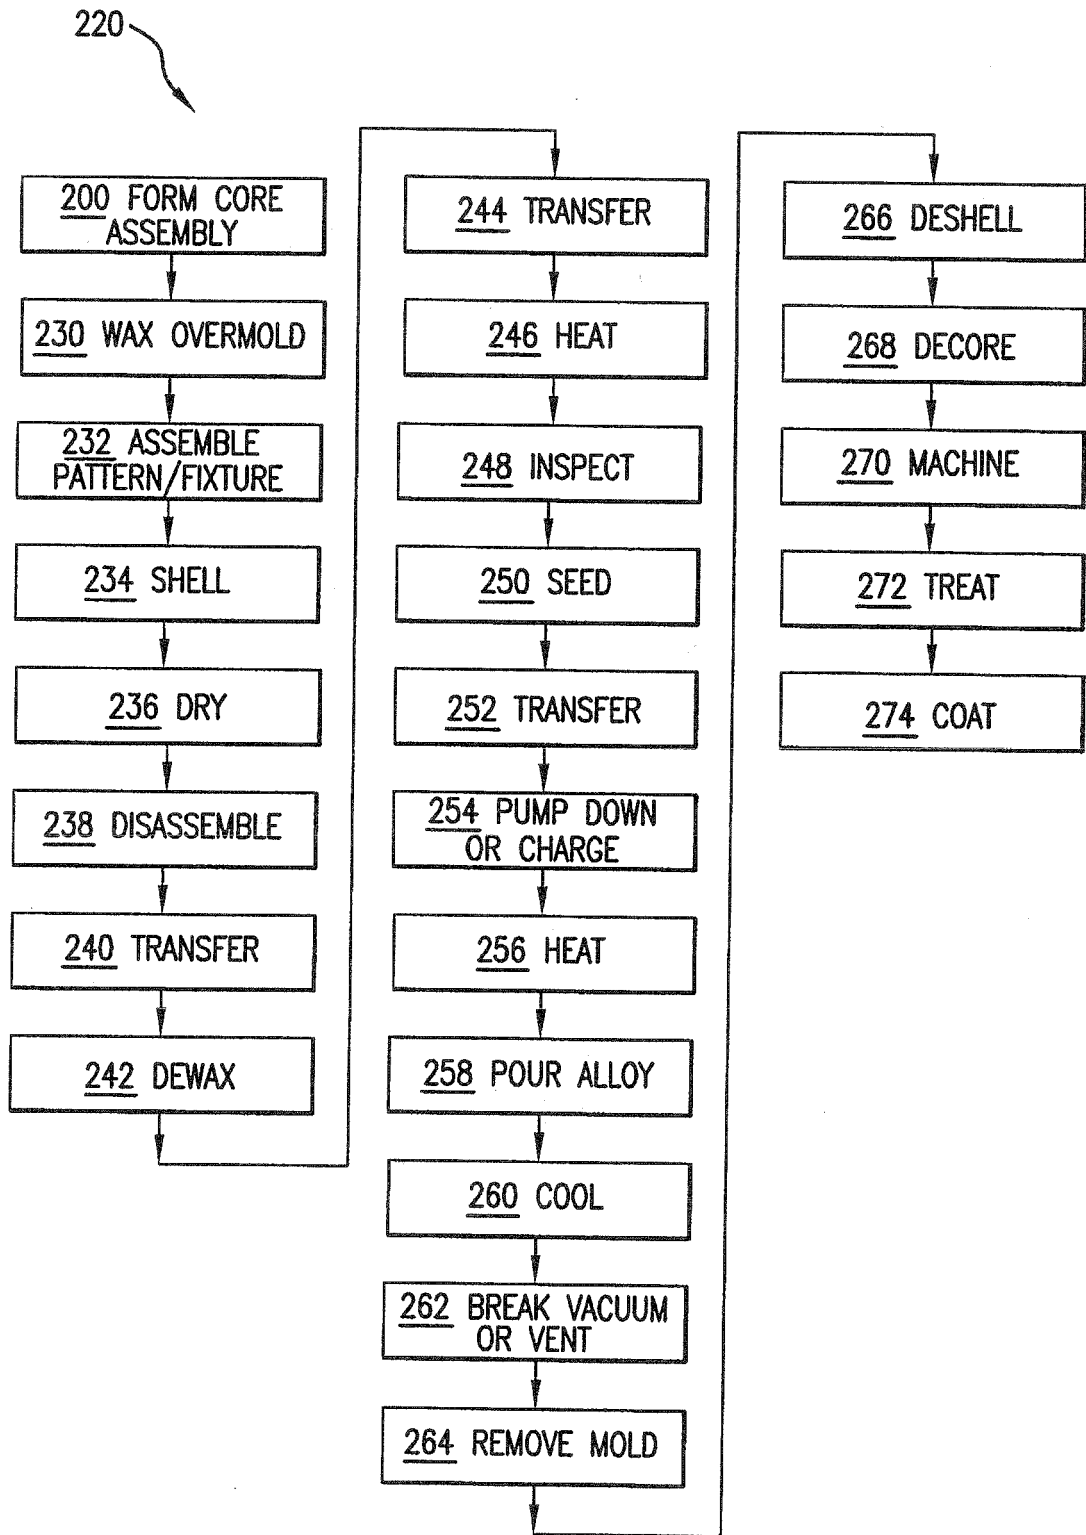 220
200 FORM CORE
ASSEMBLY
230 WAX OVERMOLD
232 ASSEMBLE
PATTERN/FIXTURE
234 SHELL
236 DRY
238 DISASSEMBLE
240 TRANSFER
242 DEWAX
244 TRANSFER
246 HEAT
248 INSPECT
250 SEED
252 TRANSFER
254 PUMP DOWN
OR CHARGE
256 HEAT
258 POUR ALLOY
260 COOL
262 BREAK VACUUM
OR VENT
264 REMOVE MOLD
266 DESHELL
268 DECORE
270 MACHINE
272 TREAT
274 COAT